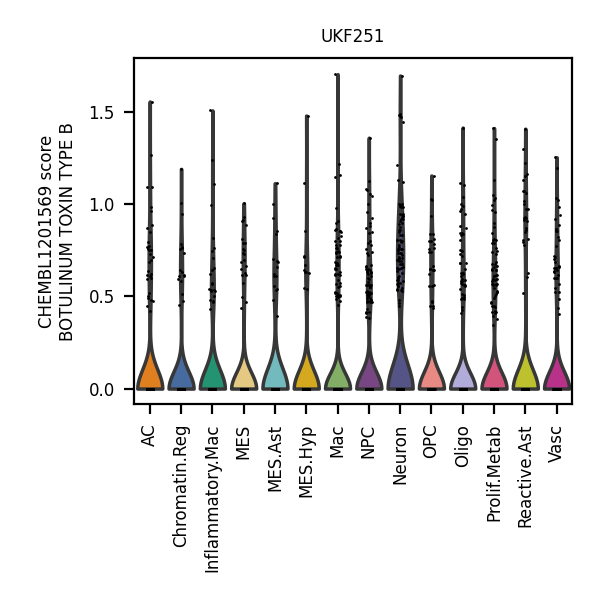 UKF251
CHEMBL1201569 score
BOTULINUM TOXIN TYPE B
1.5
1.0
0.5
0.0
AC
Chromatin.Reg
Inflammatory.Mac
MES
MES.Ast
MES.Hyp
Mac
NPC
Neuron
OPC
Oligo
Prolif.Metab
Reactive.Ast
Vasc